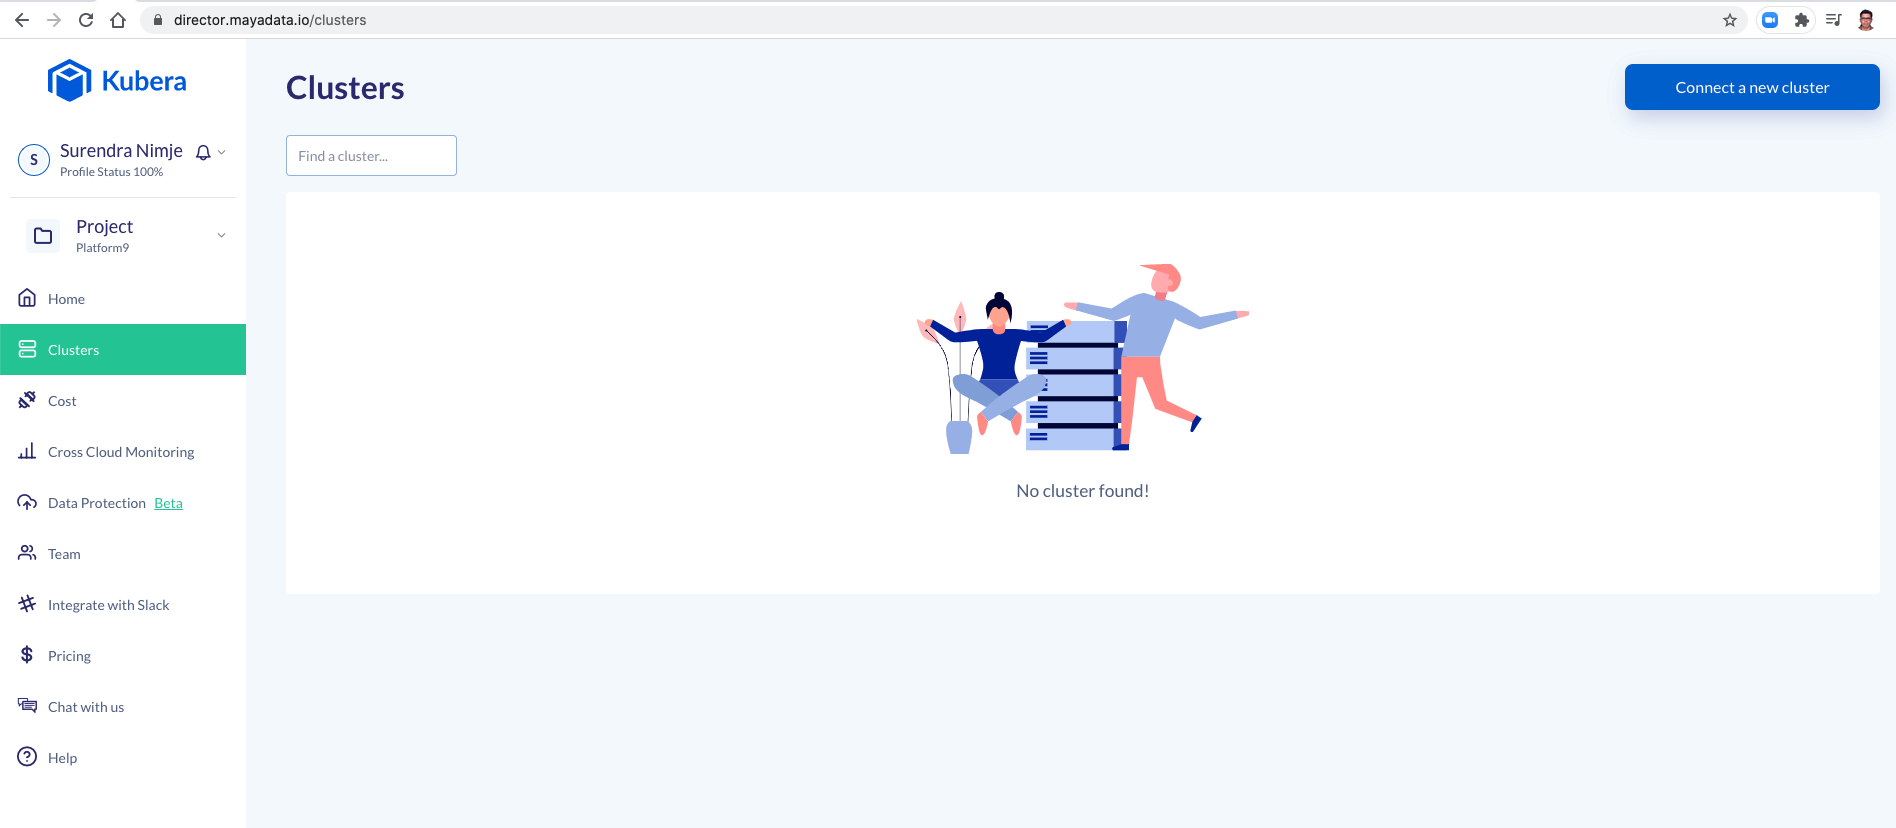 director.mayadata.io/clusters
Kubera
S
Surendra Nimje
Profile Status 100%
Project
Platform9
Home
Clusters
Cost
Cross Cloud Monitoring
Data Protection Beta
Team
Integrate with Slack
Pricing
Chat with us
Help
Clusters
Connect a new cluster
Find a cluster...
No cluster found!